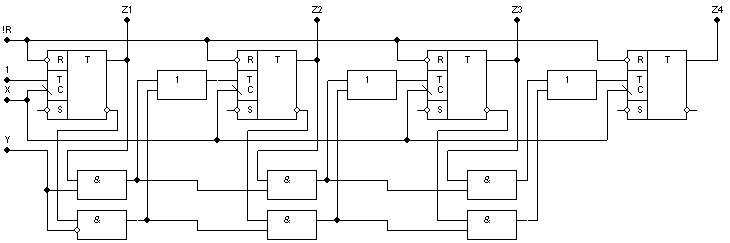 Z1 Z2 Z3 Z4
!R
R T R T R T R T
1 T 1 T 1 T 1 T
X C C C C
S S S S
Y
& & &
& & &